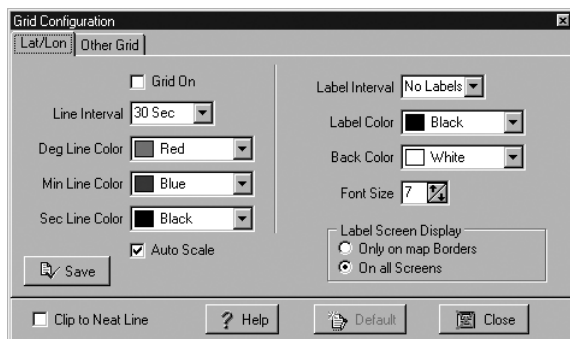 Grid Configuration
Lat/Lon
Other Grid
Grid On
Line Interval 30 Sec
Deg Line Color Red
Min Line Color Blue
Sec Line Color Black
Auto Scale
Save
Label Interval No Labels
Label Color Black
Back Color White
Font Size 7
Label Screen Display
Only on map Borders
On all Screens
Clip to Neat Line
? Help
Default
Close